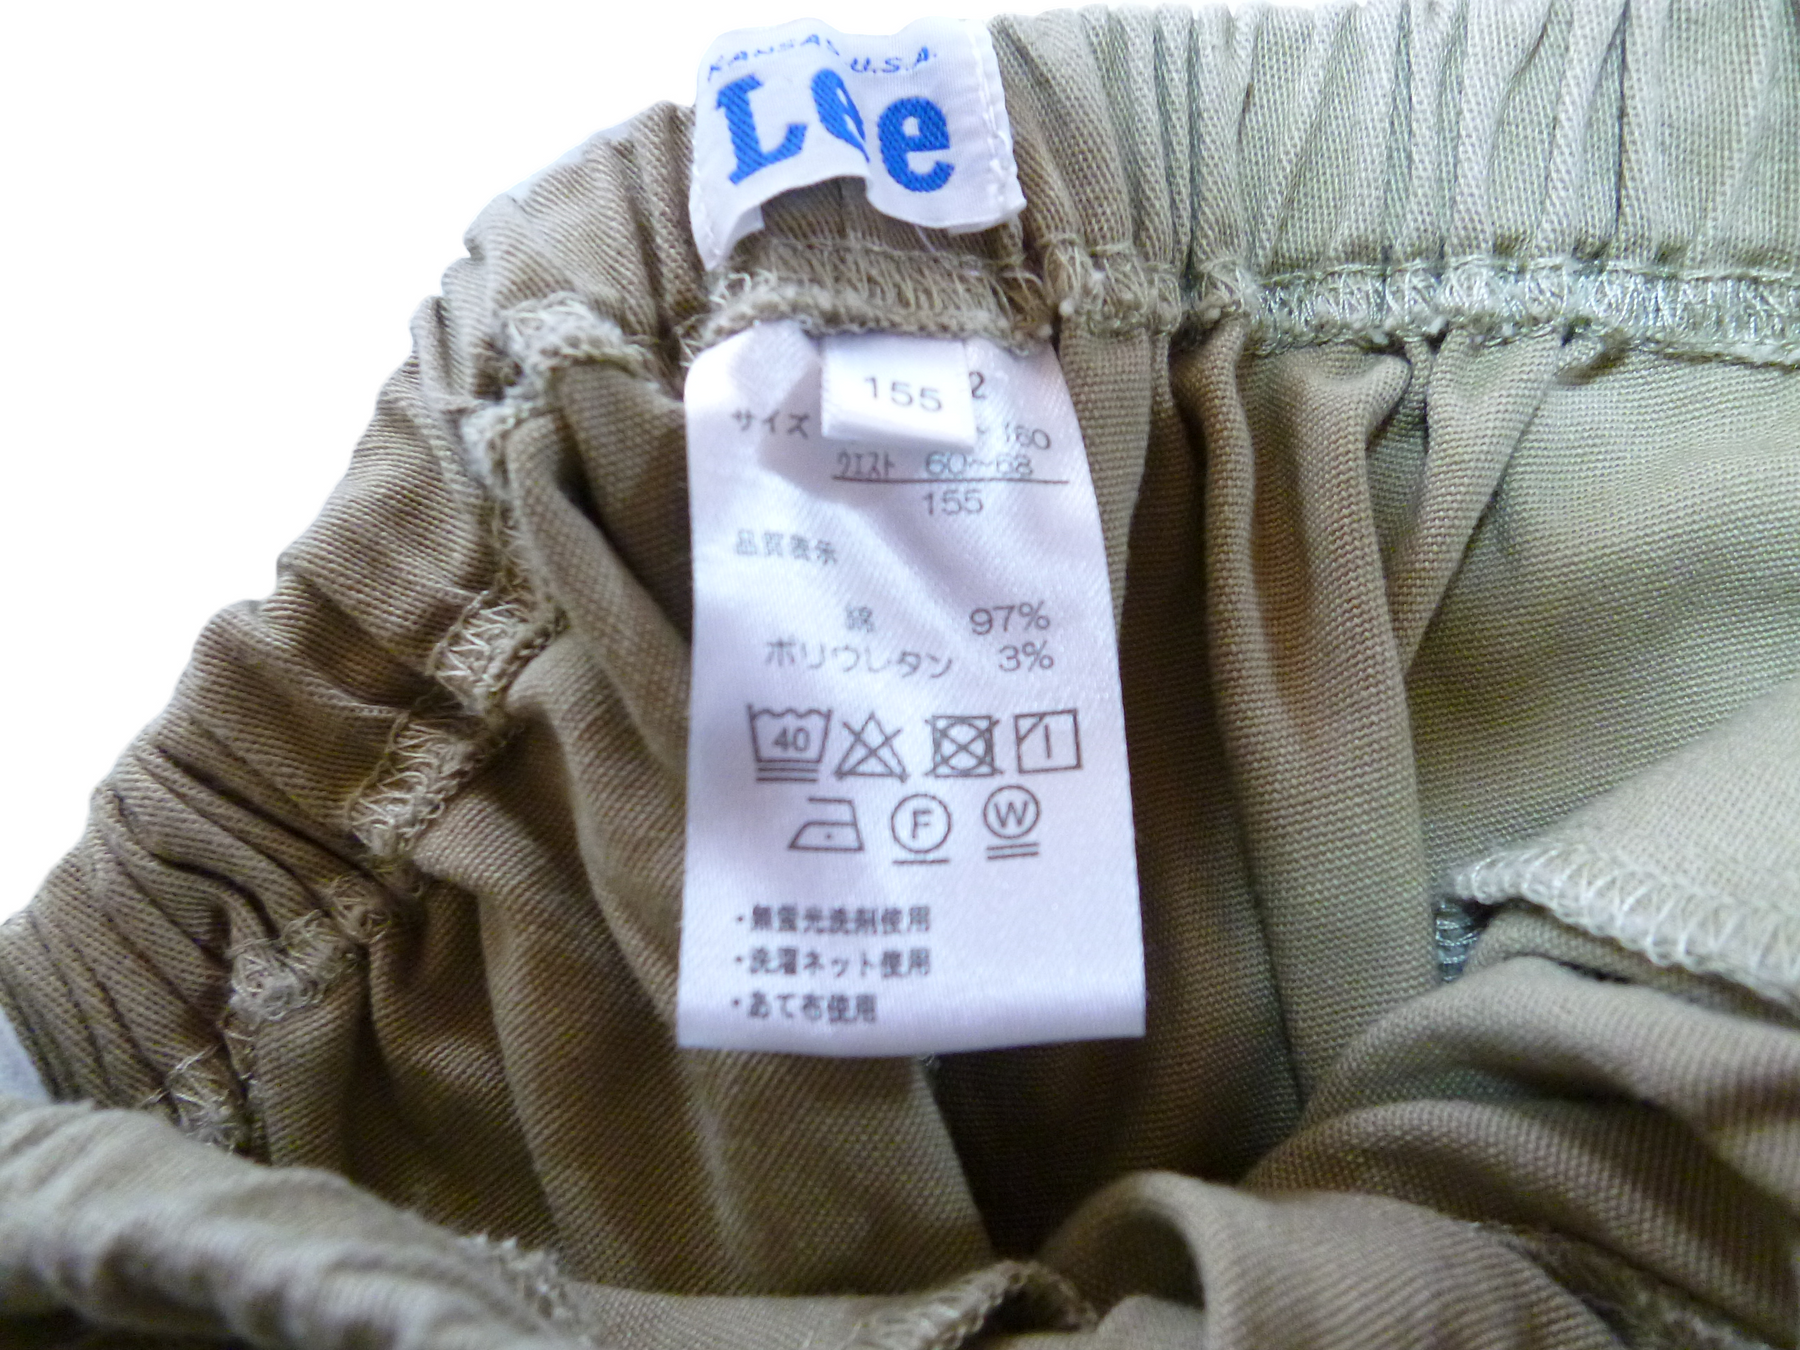 KANSAS U.S.A.
Lee
155
2
サイズ ～160
ウエスト 60～68
155
品質表示
綿 97%
ポリウレタン 3%
40
F W
・無蛍光洗剤使用
・洗濯ネット使用
・あて布使用